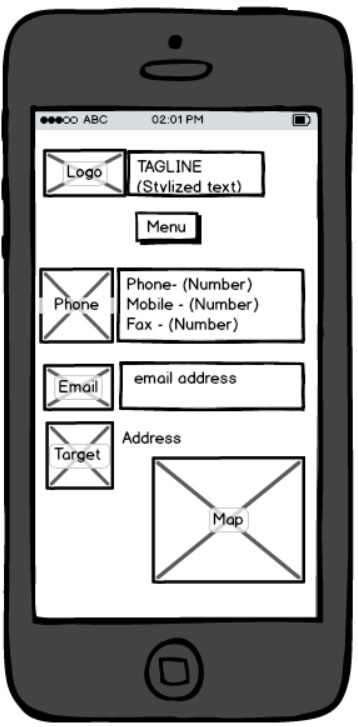 ABC 02:01 PM
Logo
TAGLINE
(Stylized text)
Menu
Phone
Phone- (Number)
Mobile - (Number)
Fax - (Number)
Email
email address
Target
Address
Map